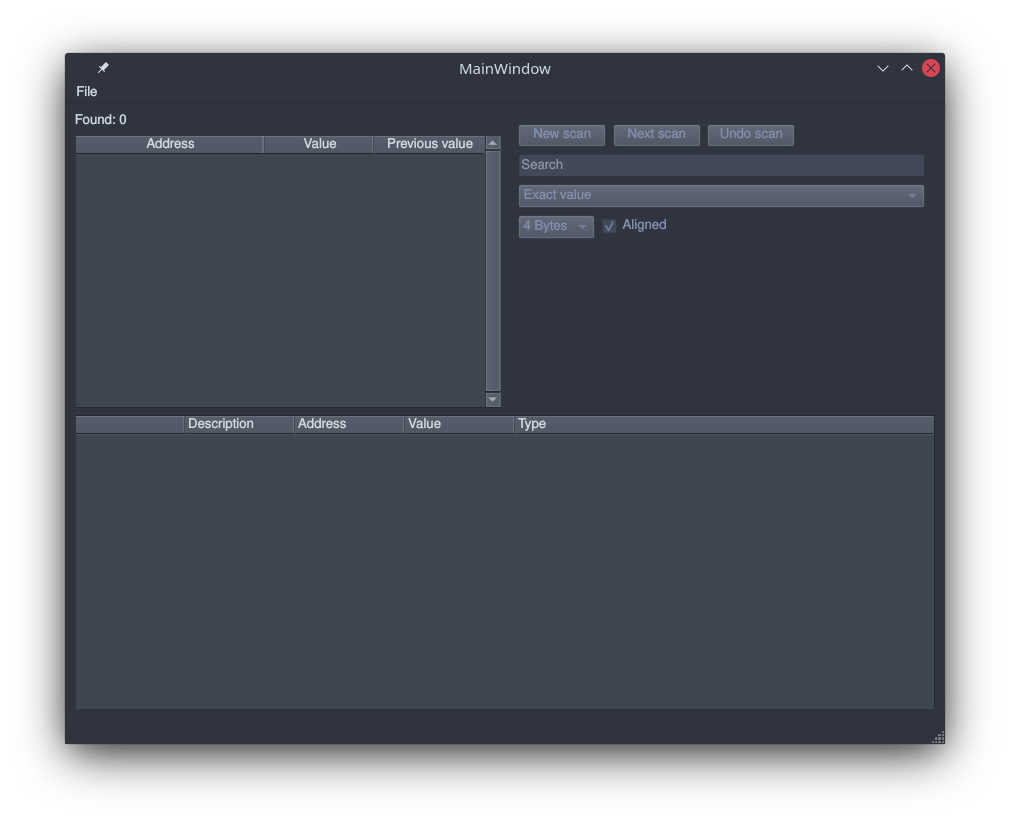 MainWindow
File
Found: 0
Address Value Previous value
New scan Next scan Undo scan
Search
Exact value
4 Bytes Aligned
Description Address Value Type